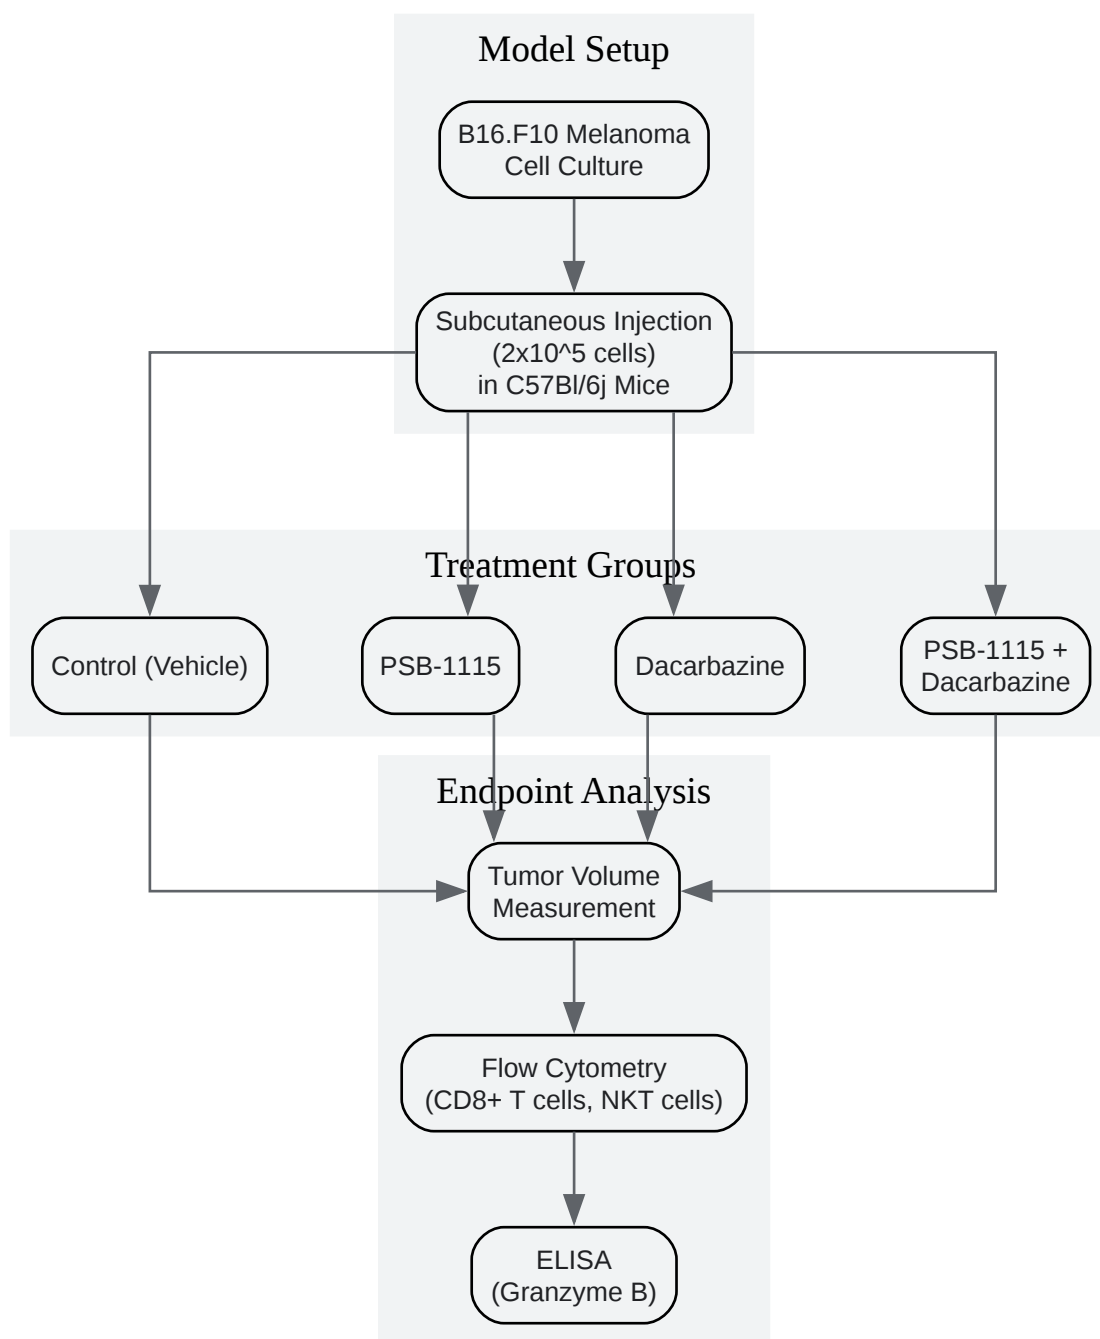 Model Setup
B16.F10 Melanoma
Cell Culture
Subcutaneous Injection
(2x10^5 cells)
in C57Bl/6j Mice
Treatment Groups
Control (Vehicle)
PSB-1115
Dacarbazine
PSB-1115 +
Dacarbazine
Endpoint Analysis
Tumor Volume
Measurement
Flow Cytometry
(CD8+ T cells, NKT cells)
ELISA
(Granzyme B)